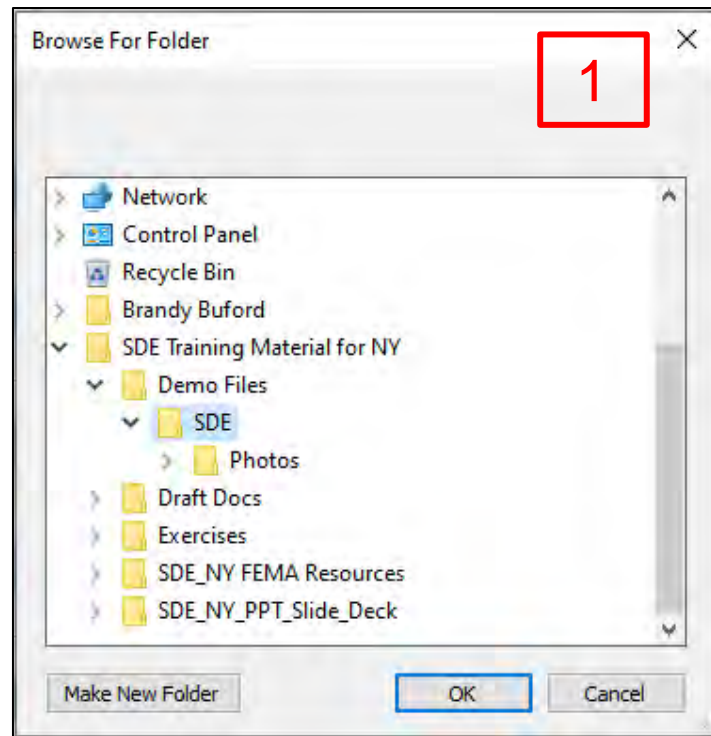 Browse For Folder
1
Network
Control Panel
Recycle Bin
Brandy Buford
SDE Training Material for NY
Demo Files
SDE
Photos
Draft Docs
Exercises
SDE_NY FEMA Resources
SDE_NY_PPT_Slide_Deck
Make New Folder OK Cancel